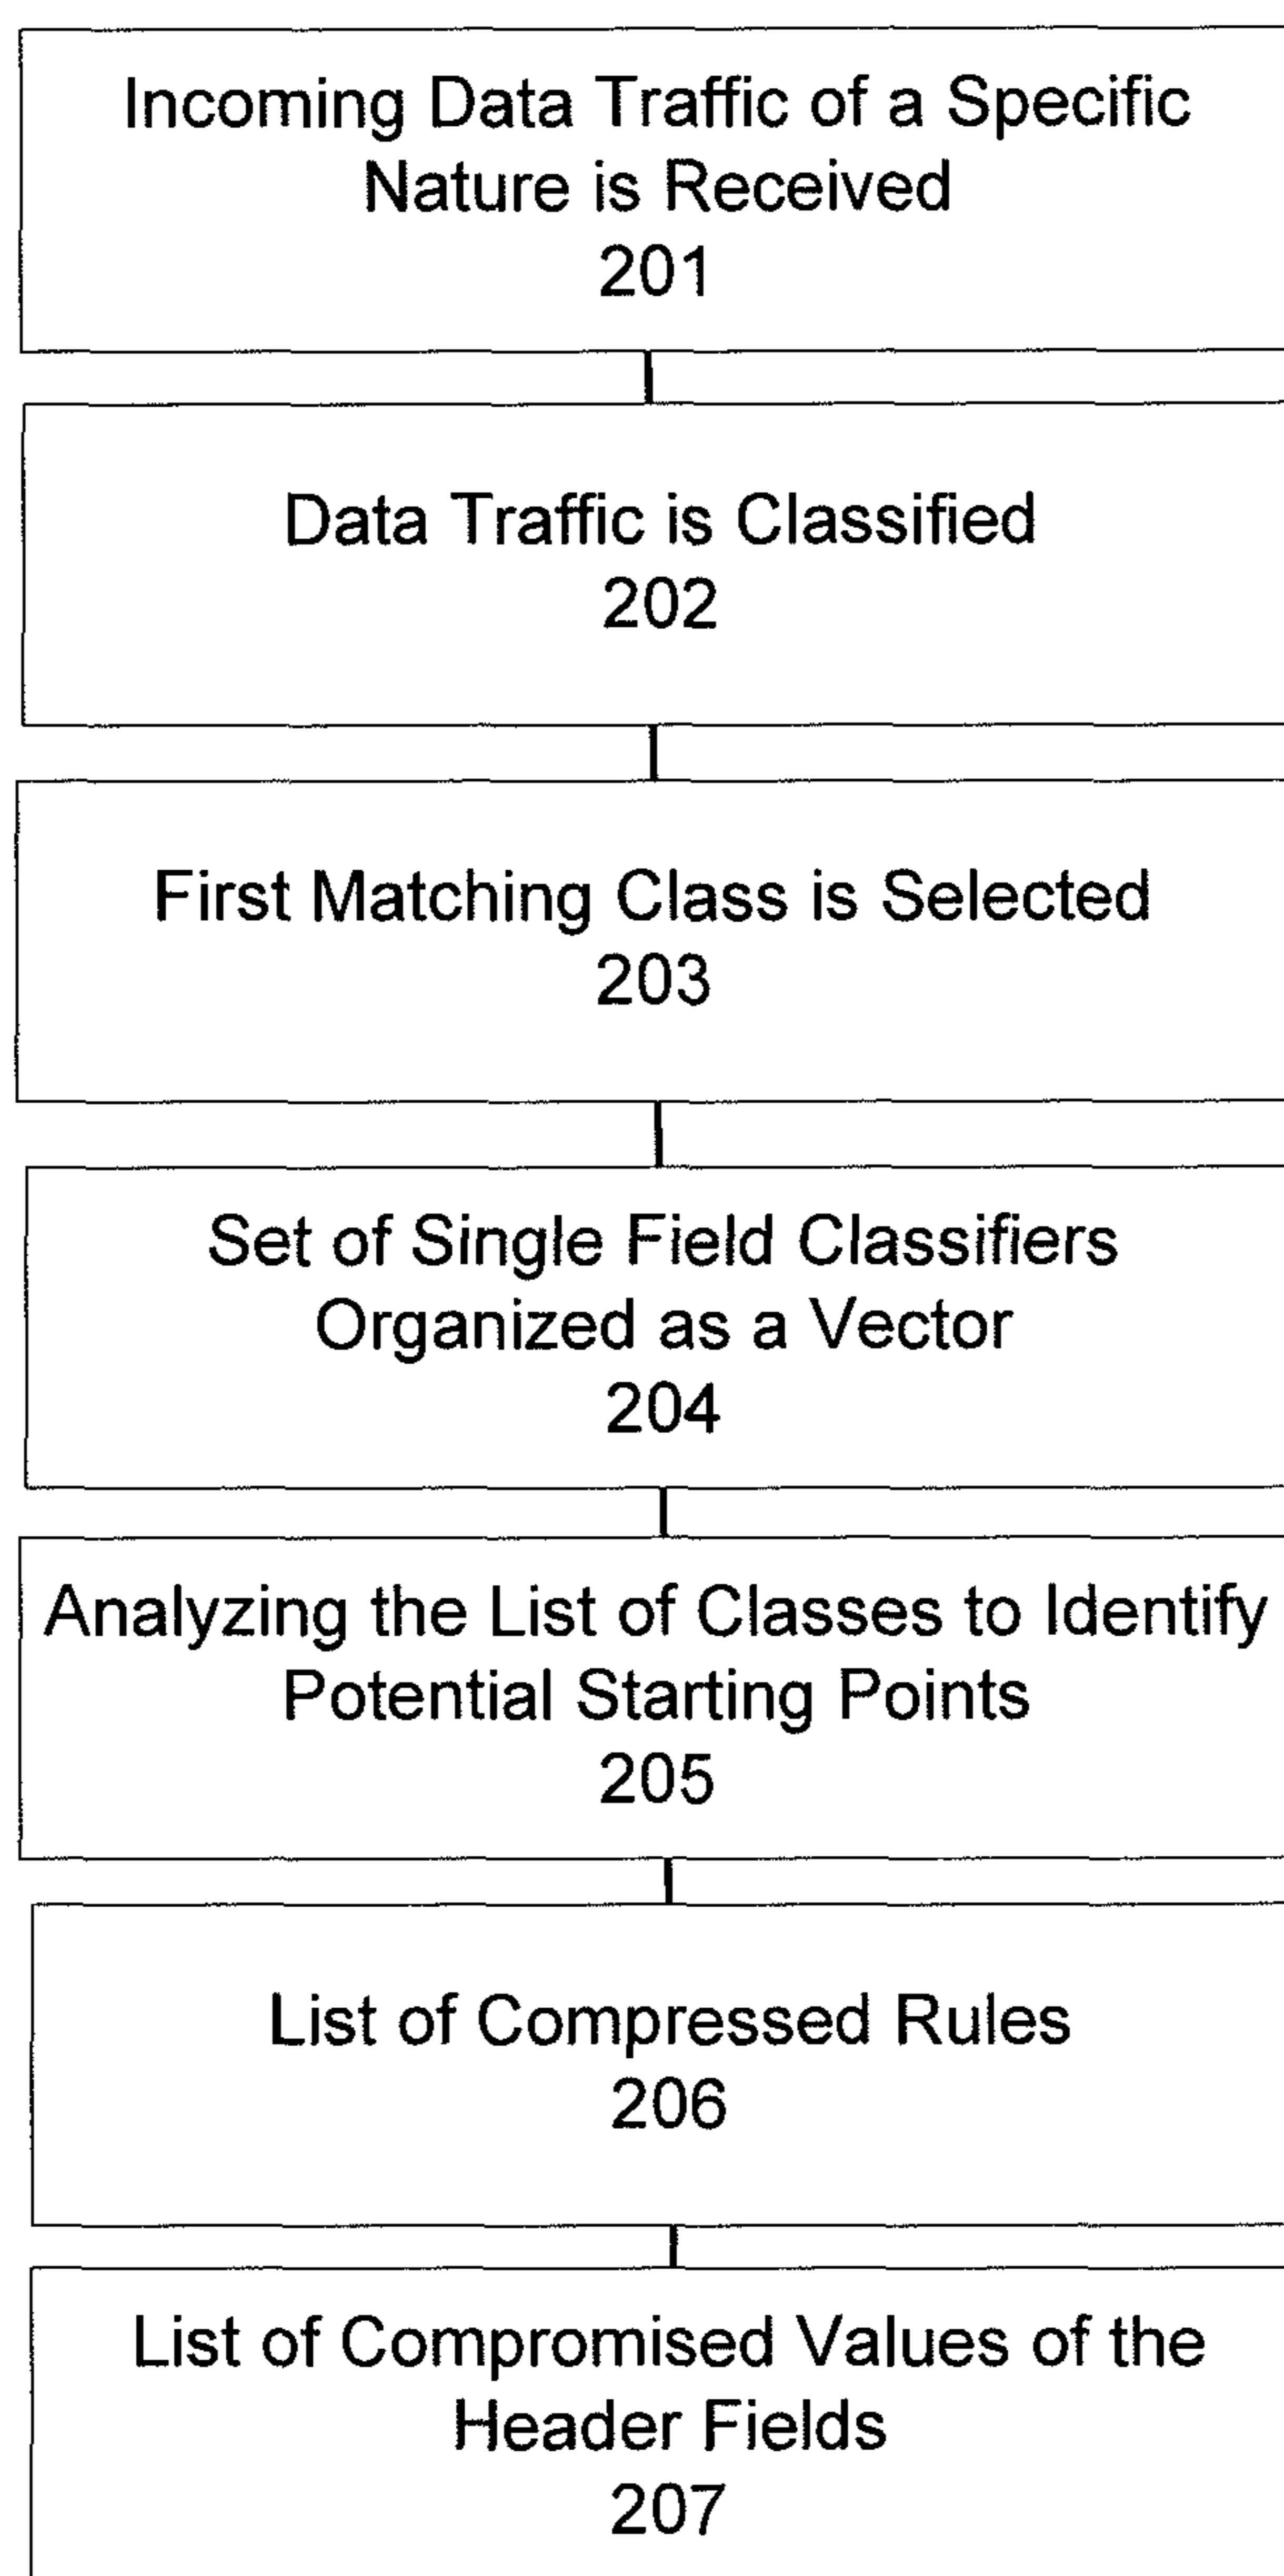 Incoming Data Traffic of a Specific
Nature is Received
201
Data Traffic is Classified
202
First Matching Class is Selected
203
Set of Single Field Classifiers
Organized as a Vector
204
Analyzing the List of Classes to Identify
Potential Starting Points
205
List of Compressed Rules
206
List of Compromised Values of the
Header Fields
207